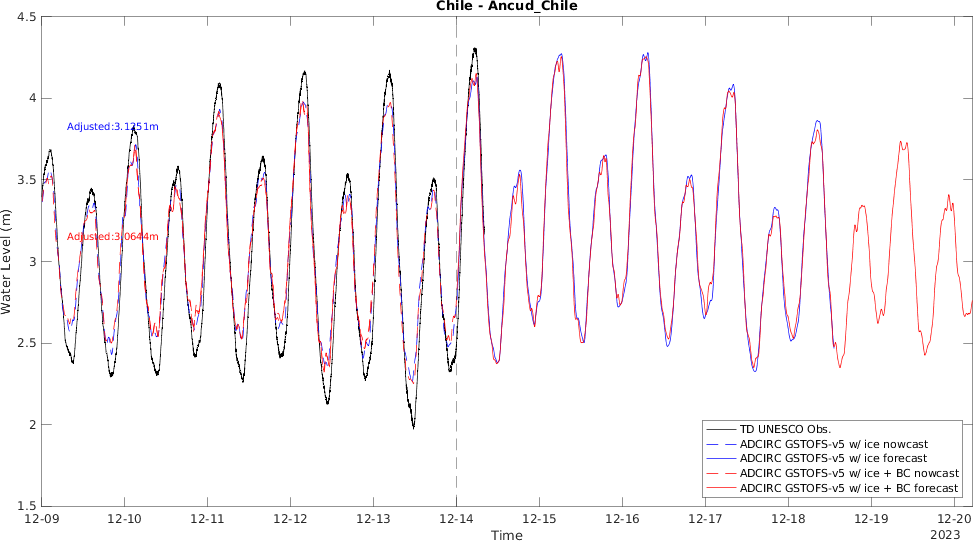 Chile - Ancud_Chile
4.5
4
3.5
3
2.5
2
1.5
Water Level (m)
Adjusted:3.1251m
Adjusted:3.0644m
TD UNESCO Obs.
ADCIRC GSTOFS-v5 w/ ice nowcast
ADCIRC GSTOFS-v5 w/ ice forecast
ADCIRC GSTOFS-v5 w/ ice + BC nowcast
ADCIRC GSTOFS-v5 w/ ice + BC forecast
12-09 12-10 12-11 12-12 12-13 12-14 12-15 12-16 12-17 12-18 12-19 12-20
Time
2023